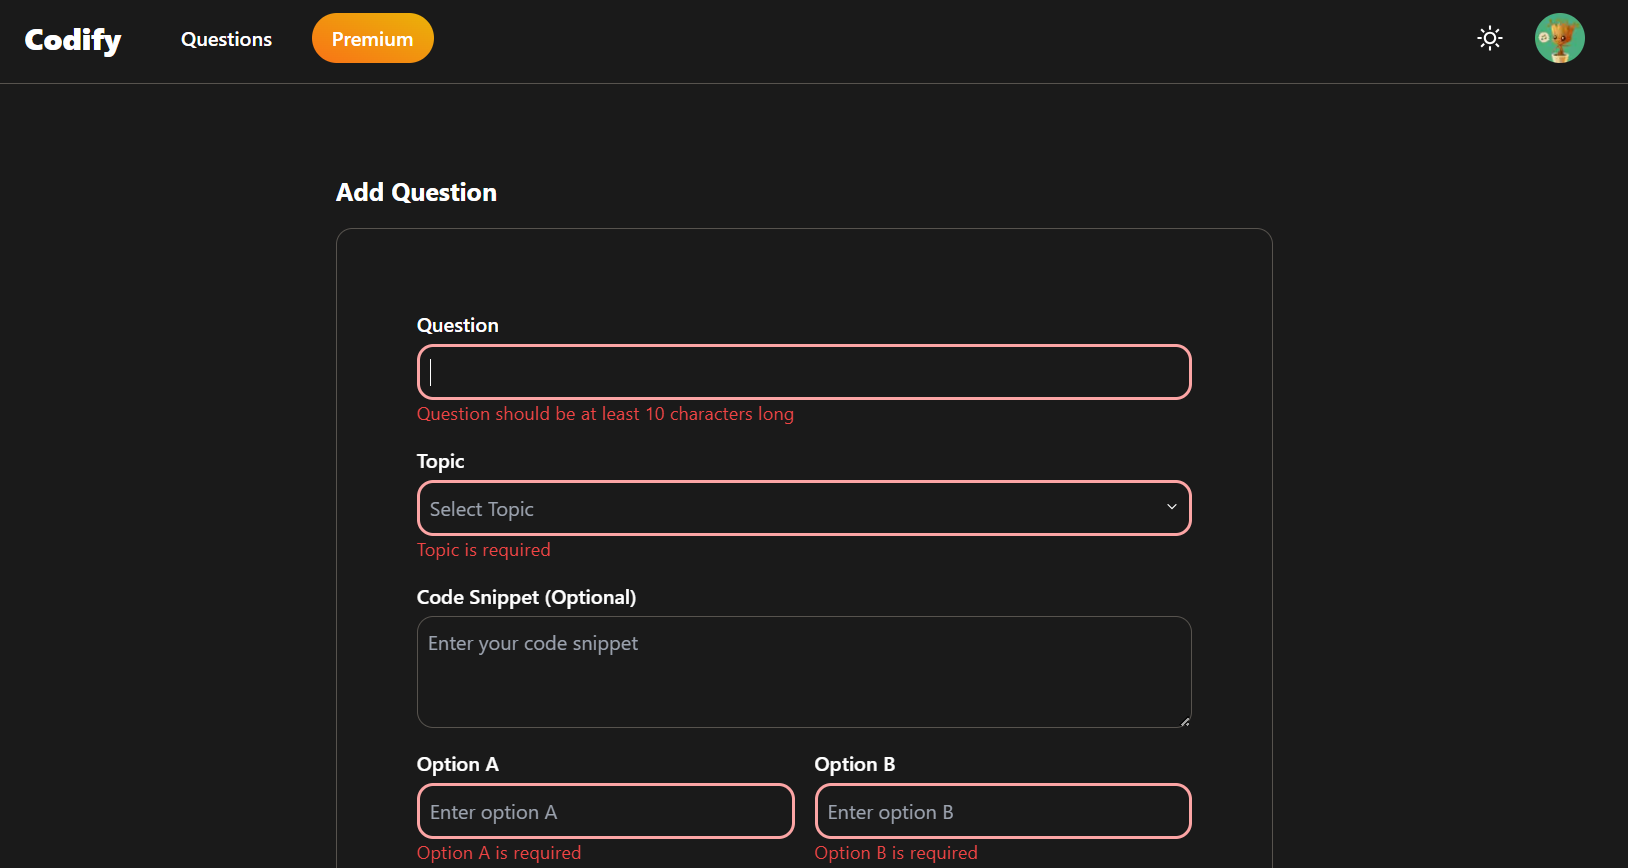 Codify Questions Premium
Add Question
Question
Question should be at least 10 characters long
Topic
Select Topic
Topic is required
Code Snippet (Optional)
Enter your code snippet
Option A Option B
Enter option A Enter option B
Option A is required Option B is required